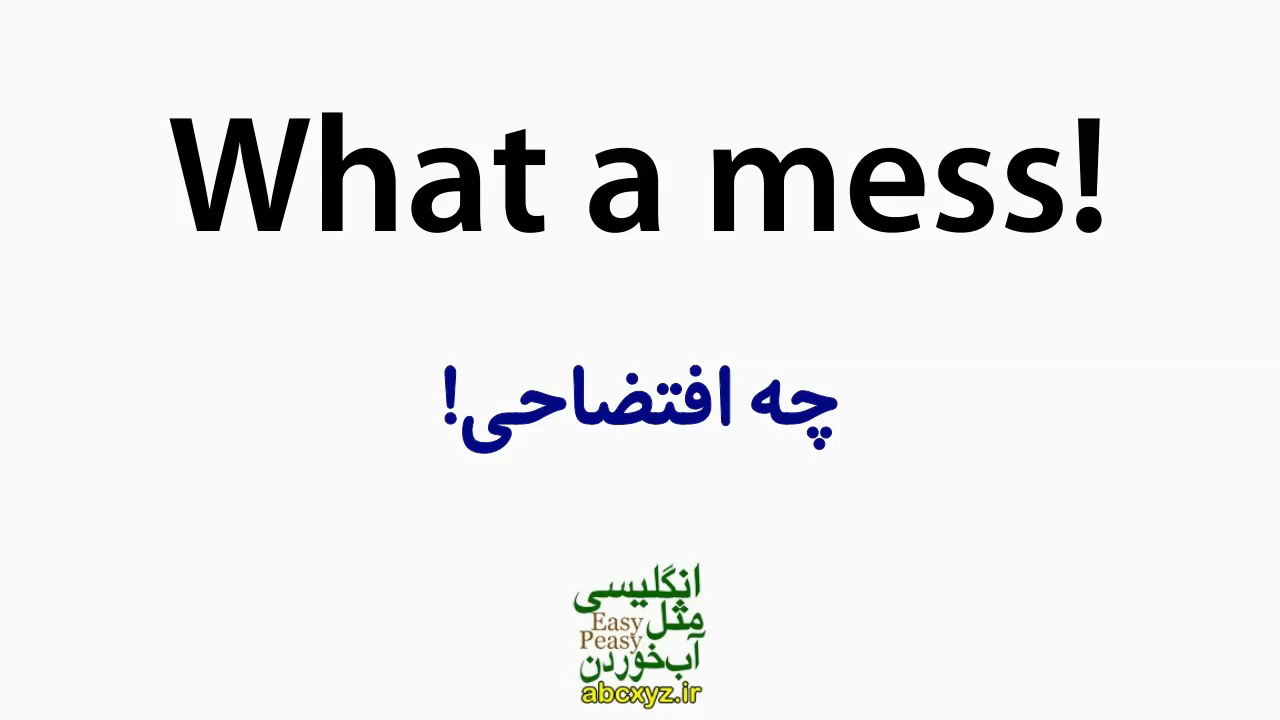 What a mess!
چه افتضاحی!
انگلیسی
مثل
Easy
Peasy
آب‌خوردن
abcxyz.ir